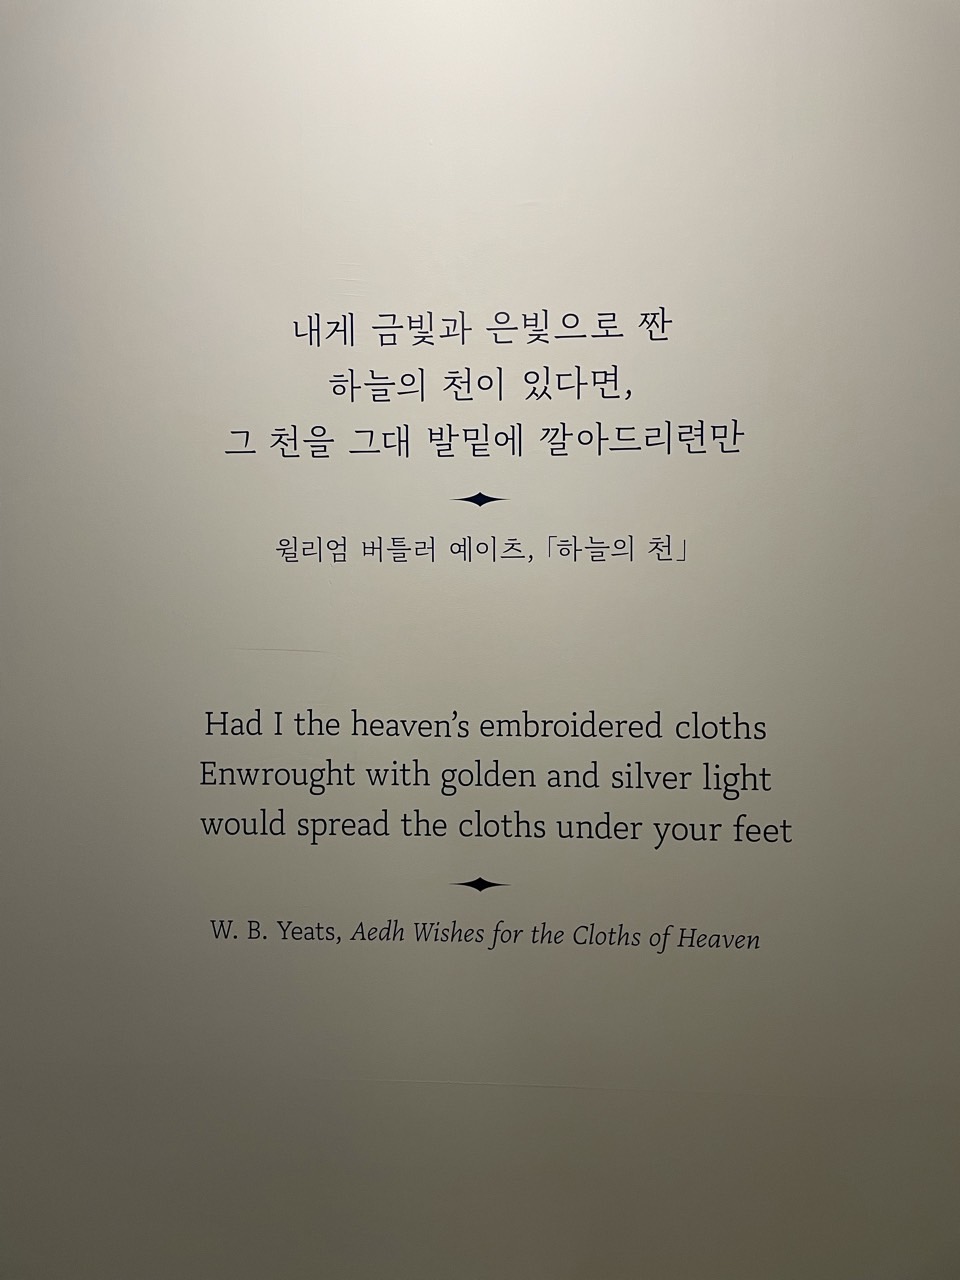 내게 금빛과 은빛으로 짠
하늘의 천이 있다면,
그 천을 그대 발밑에 깔아드리련만
윌리엄 버틀러 예이츠, 「하늘의 천」
Had I the heaven’s embroidered cloths
Enwrought with golden and silver light
would spread the cloths under your feet
W. B. Yeats, Aedh Wishes for the Cloths of Heaven